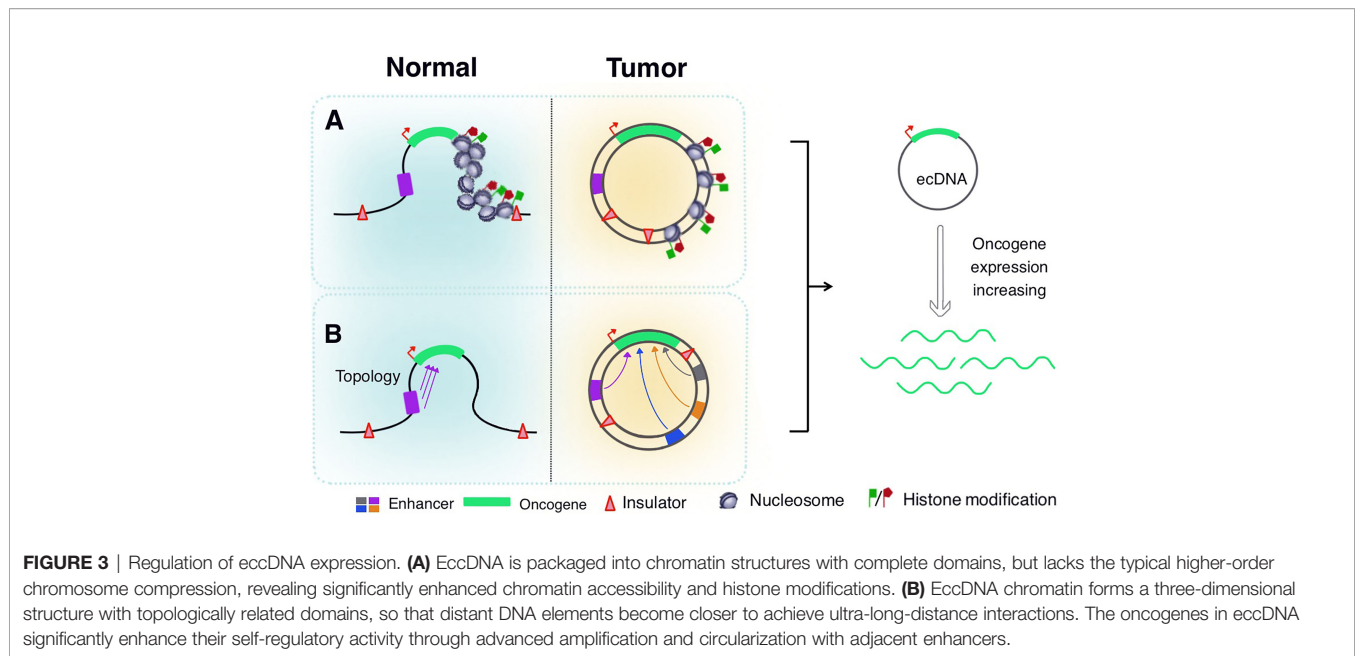 Normal
Tumor
A
ecDNA
Oncogene
expression
increasing
B
Topology
Enhancer
Oncogene
Insulator
Nucleosome
Histone modification
FIGURE 3 | Regulation of eccDNA expression. (A) EccDNA is packaged into chromatin structures with complete domains, but lacks the typical higher-order
chromosome compression, revealing significantly enhanced chromatin accessibility and histone modifications. (B) EccDNA chromatin forms a three-dimensional
structure with topologically related domains, so that distant DNA elements become closer to achieve ultra-long-distance interactions. The oncogenes in eccDNA
significantly enhance their self-regulatory activity through advanced amplification and circularization with adjacent enhancers.